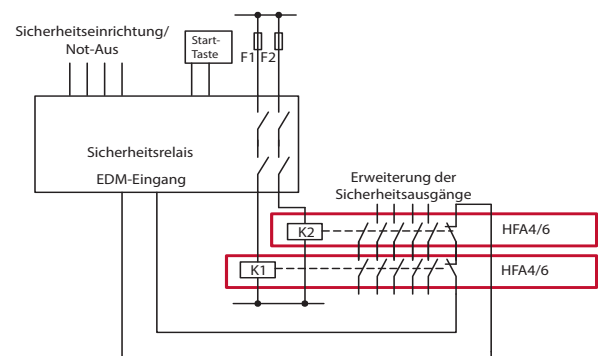 Sicherheitseinrichtung/
Not-Aus
Start-
Taste
F1 F2
Sicherheitsrelais
EDM-Eingang
Erweiterung der
Sicherheitsausgänge
K2
HFA4/6
K1
HFA4/6